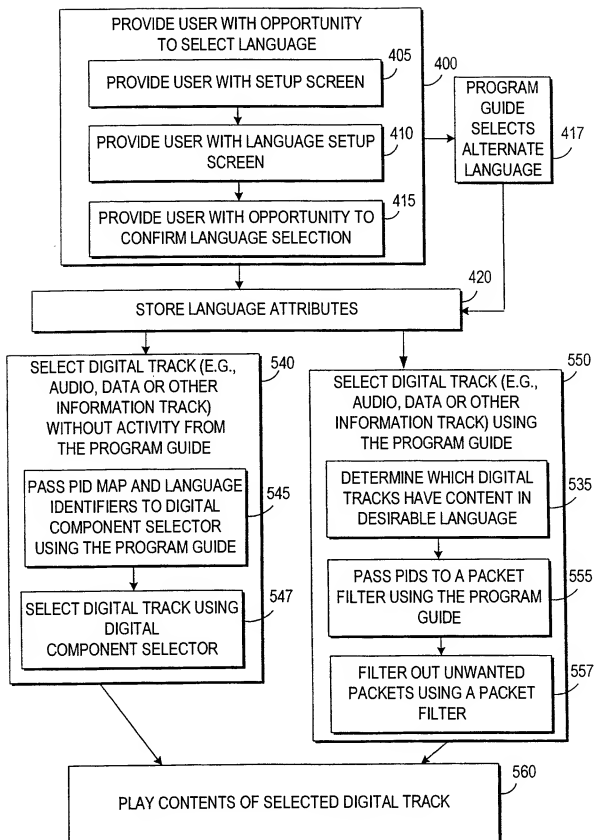 PROVIDE USER WITH OPPORTUNITY
TO SELECT LANGUAGE
405
400
PROVIDE USER WITH SETUP SCREEN
410
PROVIDE USER WITH LANGUAGE SETUP
SCREEN
415
PROVIDE USER WITH OPPORTUNITY TO
CONFIRM LANGUAGE SELECTION
PROGRAM
GUIDE
SELECTS
ALTERNATE
LANGUAGE
417
420
STORE LANGUAGE ATTRIBUTES
540
SELECT DIGITAL TRACK (E.G.,
AUDIO, DATA OR OTHER
INFORMATION TRACK)
WITHOUT ACTIVITY FROM
THE PROGRAM GUIDE
545
PASS PID MAP AND LANGUAGE
IDENTIFIERS TO DIGITAL
COMPONENT SELECTOR
USING THE PROGRAM GUIDE
547
SELECT DIGITAL TRACK USING
DIGITAL
COMPONENT SELECTOR
550
SELECT DIGITAL TRACK (E.G.,
AUDIO, DATA OR OTHER
INFORMATION TRACK) USING
THE PROGRAM GUIDE
535
DETERMINE WHICH DIGITAL
TRACKS HAVE CONTENT IN
DESIRABLE LANGUAGE
555
PASS PIDS TO A PACKET
FILTER USING THE PROGRAM
GUIDE
557
FILTER OUT UNWANTED
PACKETS USING A PACKET
FILTER
560
PLAY CONTENTS OF SELECTED DIGITAL TRACK